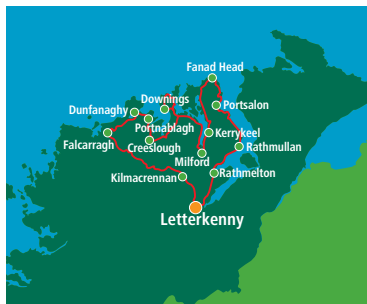 Fanad Head
Downings
Portsalon
Dunfanaghy
Portnablagh
Kerrykeel
Falcarragh
Creeslough
Rathmullan
Milford
Kilmacrennan
Rathmelton
Letterkenny